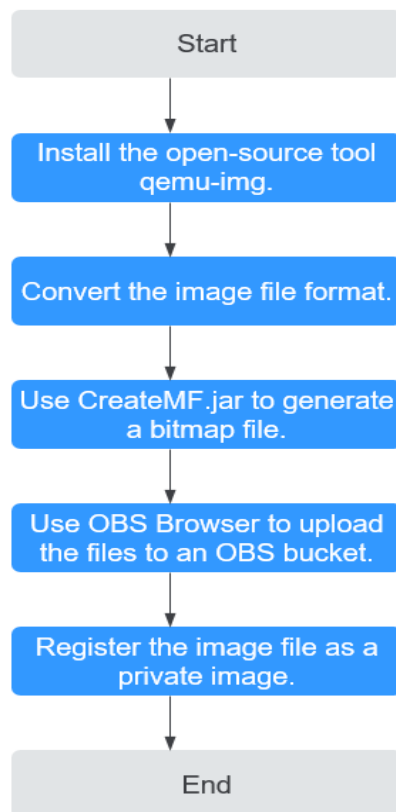 Start
Install the open-source tool
qemu-img.
Convert the image file format.
Use CreateMF.jar to generate
a bitmap file.
Use OBS Browser to upload
the files to an OBS bucket.
Register the image file as a
private image.
End